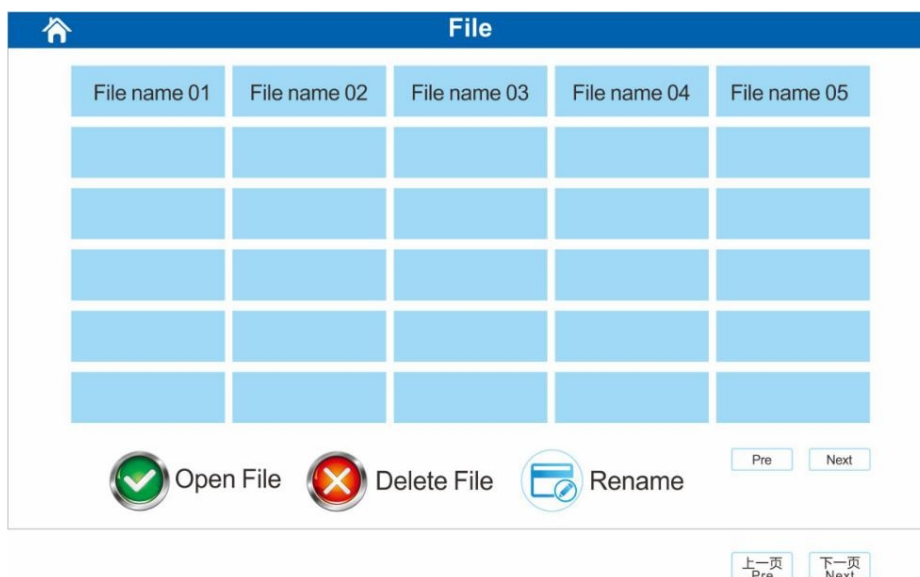 File
File name 01 File name 02 File name 03 File name 04 File name 05
Open File Delete File Rename
Pre Next
上一页 下一页
Pre Next